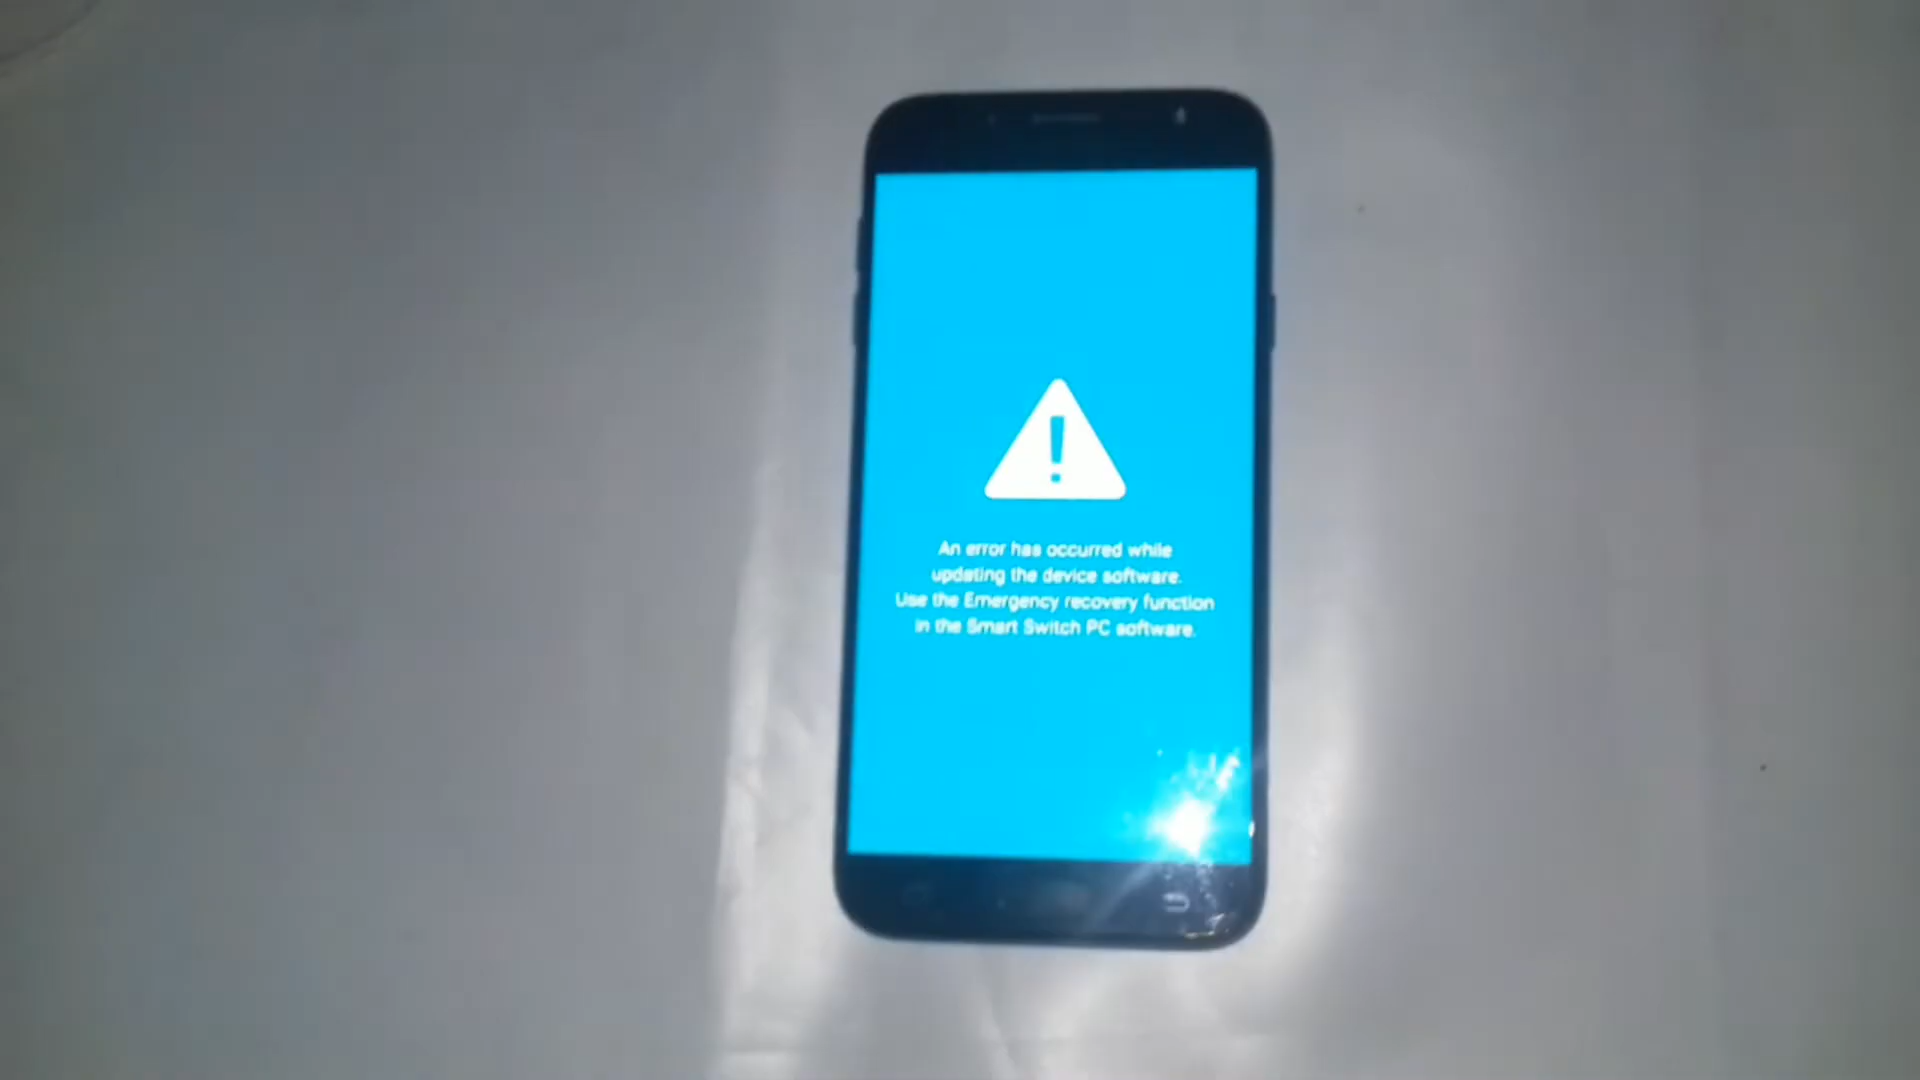 An error has occurred while
updating the device software.
Use the Emergency recovery function
in the Smart Switch PC software.